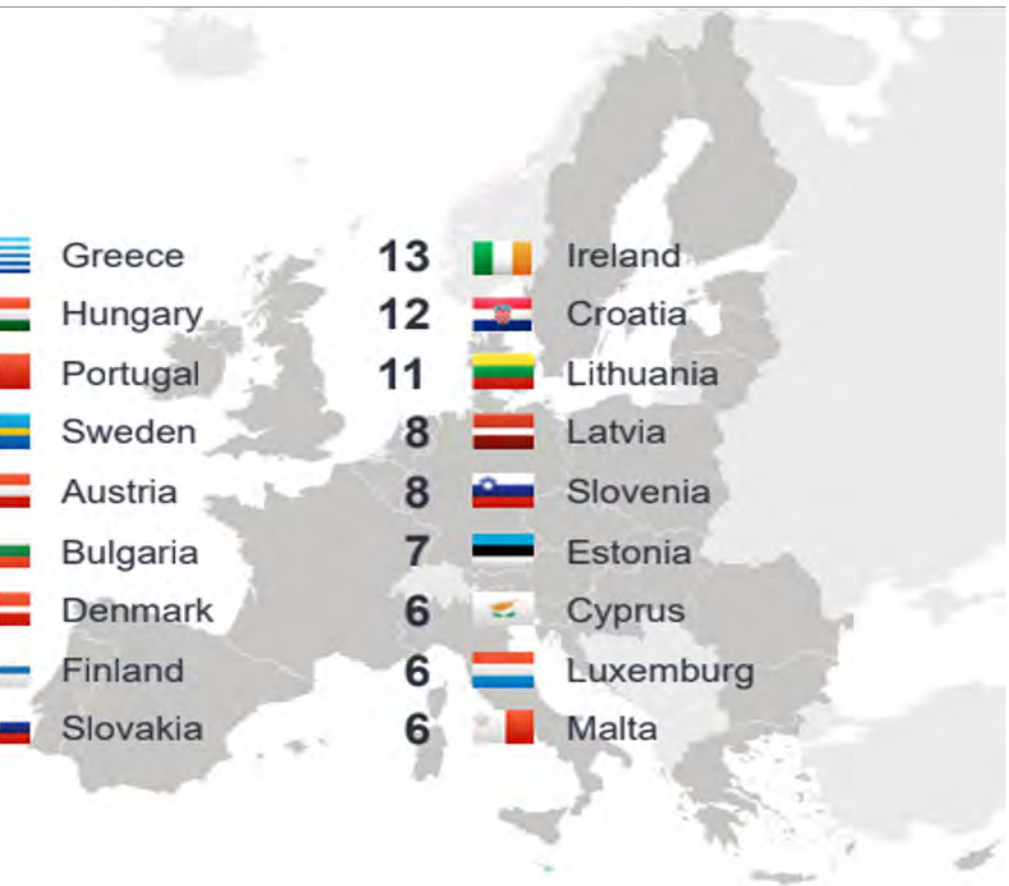 Greece 13 Ireland
Hungary 12 Croatia
Portugal 11 Lithuania
Sweden 8 Latvia
Austria 8 Slovenia
Bulgaria 7 Estonia
Denmark 6 Cyprus
Finland 6 Luxemburg
Slovakia 6 Malta